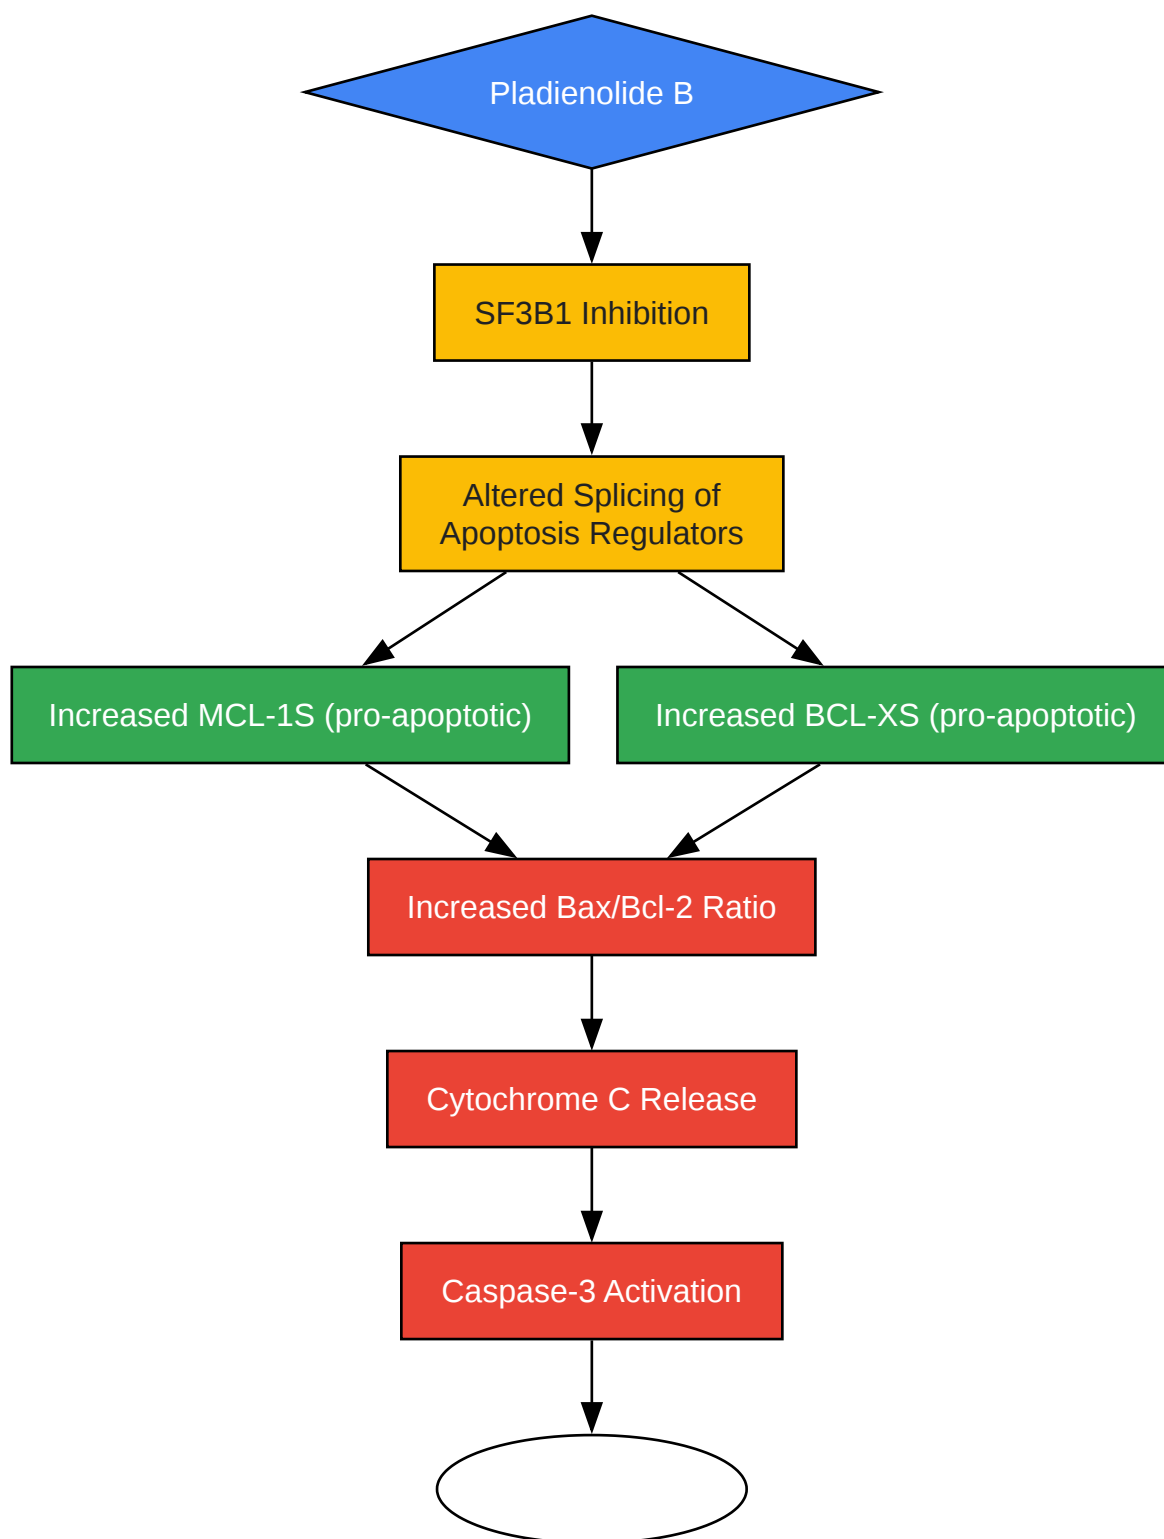 Pladienolide B
SF3B1 Inhibition
Altered Splicing of
Apoptosis Regulators
Increased MCL-1S (pro-apoptotic)
Increased BCL-XS (pro-apoptotic)
Increased Bax/Bcl-2 Ratio
Cytochrome C Release
Caspase-3 Activation